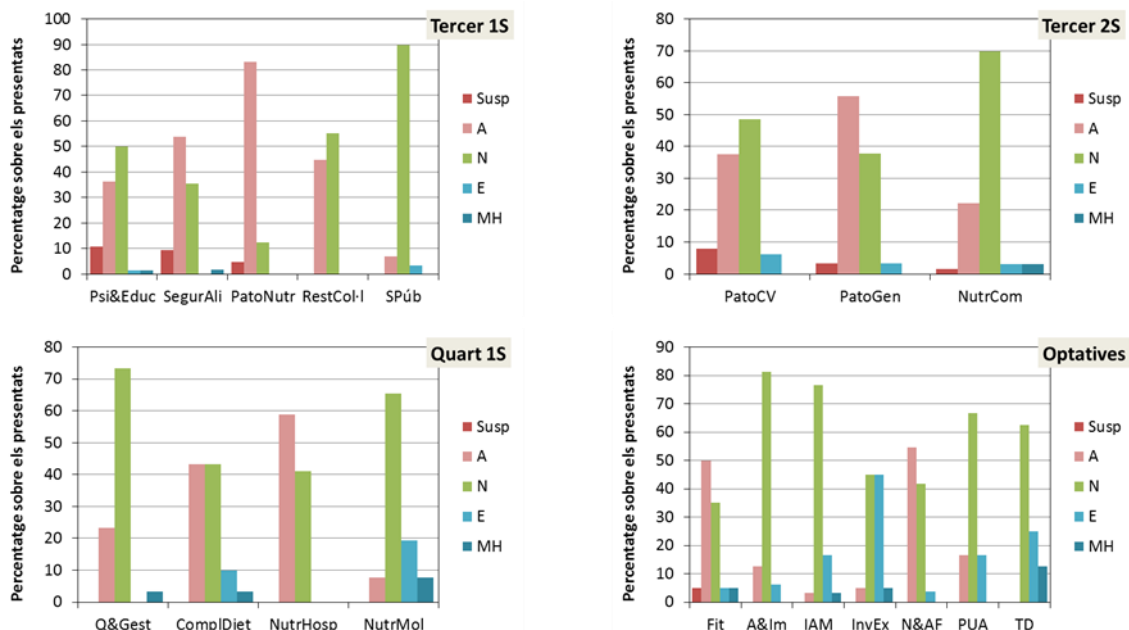 Tercer 1S
Percentatge sobre els presentats
100
90
80
70
60
50
40
30
20
10
0
Psi&Educ SegurAli PatoNutr RestCol·l SPúb
Susp
A
N
E
MH
Tercer 2S
Percentatge sobre els presentats
80
70
60
50
40
30
20
10
0
PatoCV PatoGen NutrCom
Susp
A
N
E
MH
Quart 1S
Percentatge sobre els presentats
80
70
60
50
40
30
20
10
0
Q&Gest ComplDiet NutrHosp NutrMol
Susp
A
N
E
MH
Optatives
Percentatge sobre els presentats
90
80
70
60
50
40
30
20
10
0
Fit A&Im IAM InvEx N&AF PUA TD
Susp
A
N
E
MH